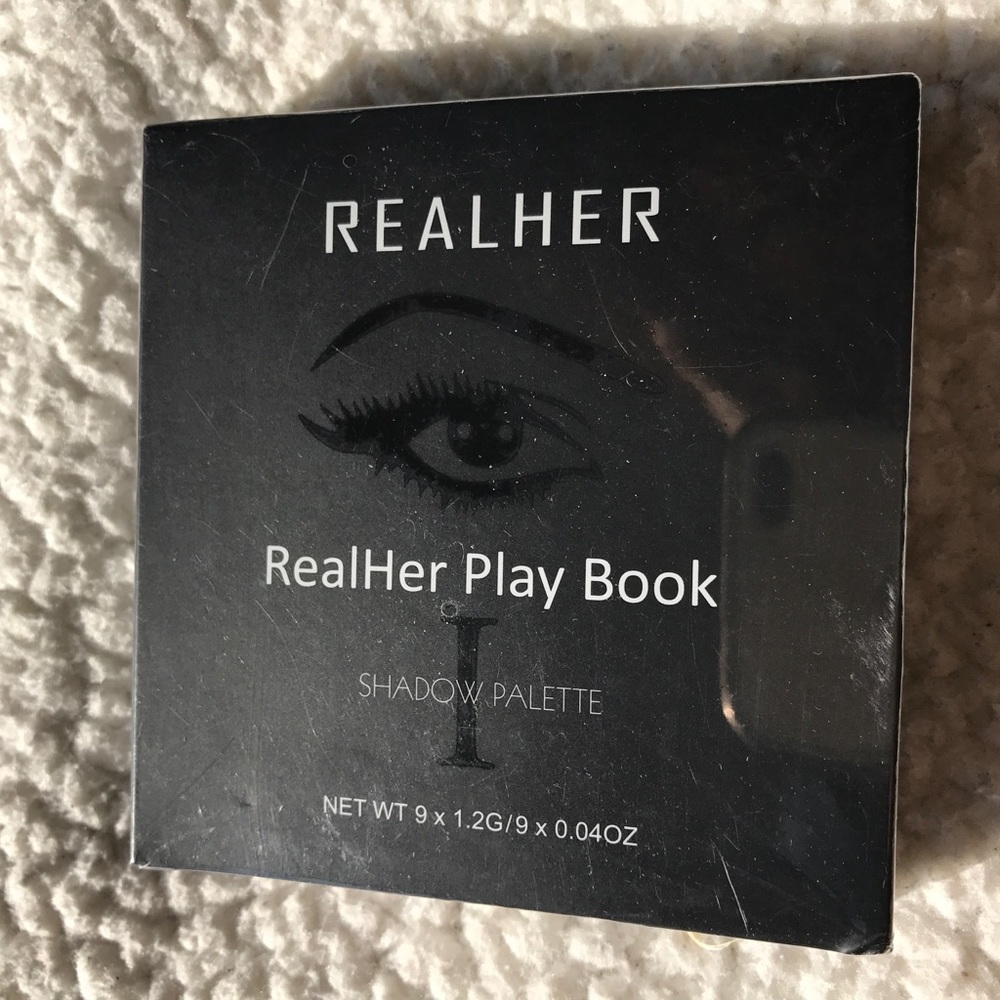 REALHER
RealHer Play Book
I
SHADOW PALETTE
NET WT 9 x 1.2G/9 x 0.04OZ